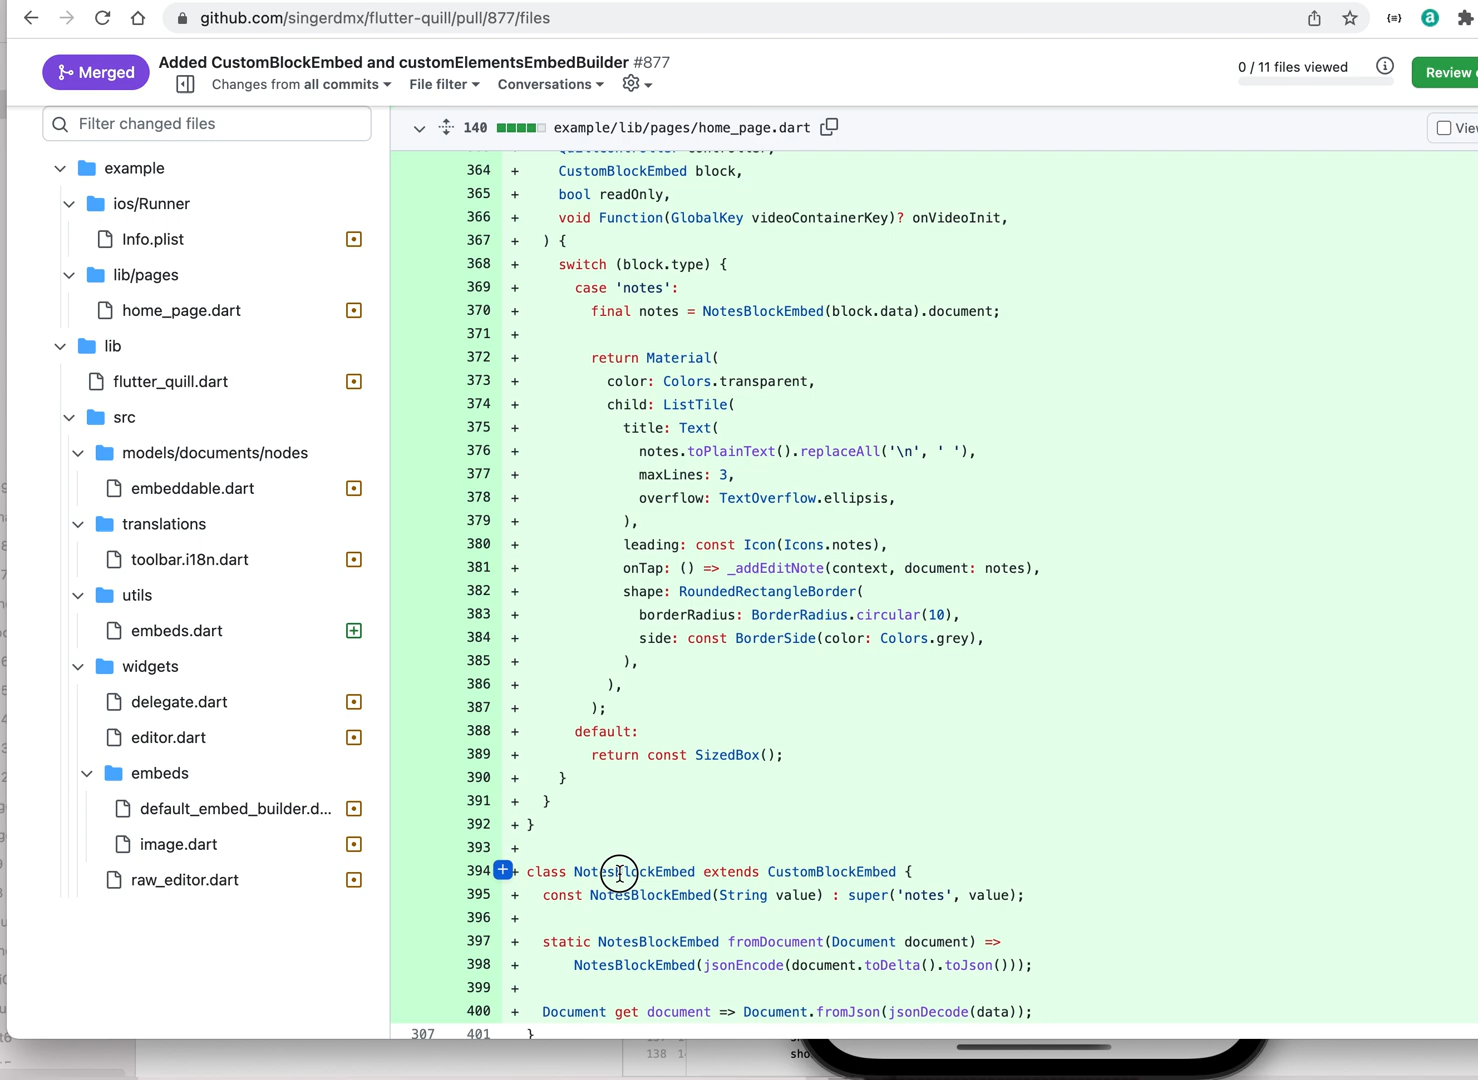 github.com/singerdmx/flutter-quill/pull/877/files
Merged
Added CustomBlockEmbed and customElementsEmbedBuilder #877
Changes from all commits
File filter
Conversations
0 / 11 files viewed
Review
Filter changed files
example
ios/Runner
Info.plist
lib/pages
home_page.dart
lib
flutter_quill.dart
src
models/documents/nodes
embeddable.dart
translations
toolbar.i18n.dart
utils
embeds.dart
widgets
delegate.dart
editor.dart
embeds
default_embed_builder.d...
image.dart
raw_editor.dart
140 example/lib/pages/home_page.dart
364 + CustomBlockEmbed block,
365 + bool readOnly,
366 + void Function(GlobalKey videoContainerKey)? onVideoInit,
367 + ) {
368 + switch (block.type) {
369 + case 'notes':
370 + final notes = NotesBlockEmbed(block.data).document;
371 +
372 + return Material(
373 + color: Colors.transparent,
374 + child: ListTile(
375 + title: Text(
376 + notes.toPlainText().replaceAll('\n', ' '),
377 + maxLines: 3,
378 + overflow: TextOverflow.ellipsis,
379 + ),
380 + leading: const Icon(Icons.notes),
381 + onTap: () => _addEditNote(context, document: notes),
382 + shape: RoundedRectangleBorder(
383 + borderRadius: BorderRadius.circular(10),
384 + side: const BorderSide(color: Colors.grey),
385 + ),
386 + ),
387 + );
388 + default:
389 + return const SizedBox();
390 + }
391 + }
392 + }
393 +
394 + class NotesBlockEmbed extends CustomBlockEmbed {
395 + const NotesBlockEmbed(String value) : super('notes', value);
396 +
397 + static NotesBlockEmbed fromDocument(Document document) =>
398 + NotesBlockEmbed(jsonEncode(document.toDelta().toJson()));
399 +
400 + Document get document => Document.fromJson(jsonDecode(data));
307 401 }
138
sho